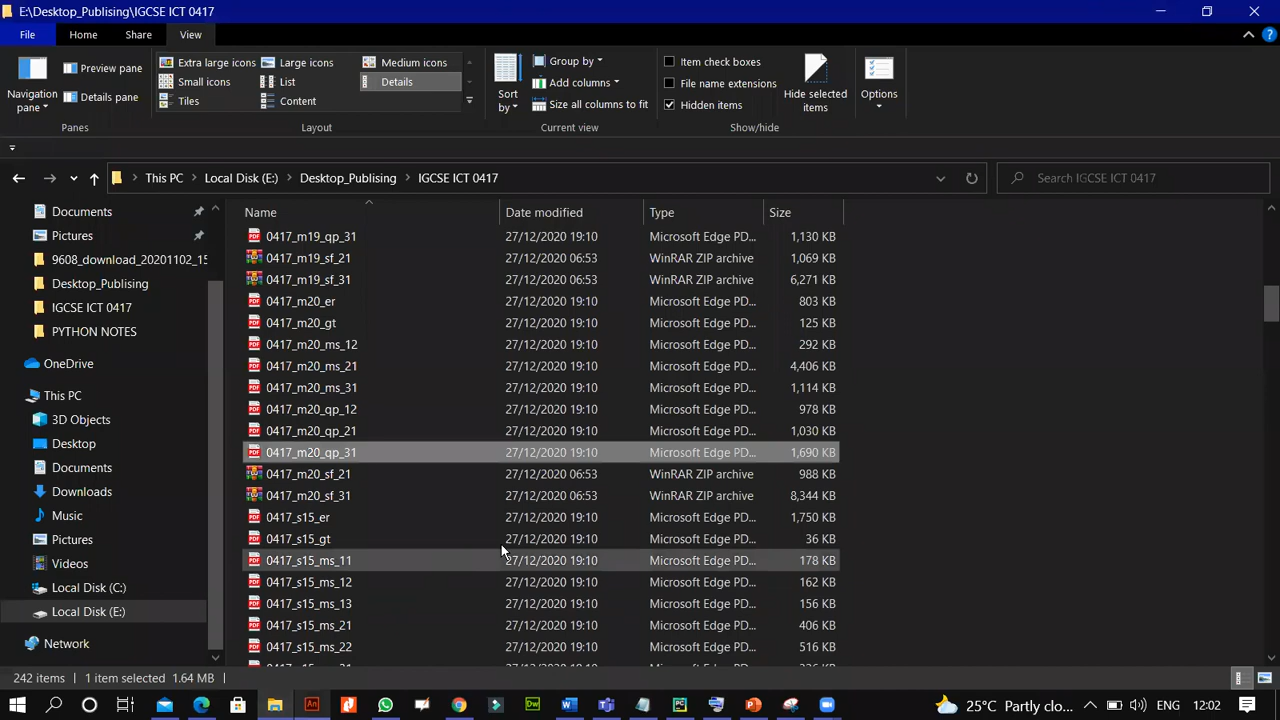 E:\Desktop_Publising\IGCSE ICT 0417
File Home Share View
Navigation pane
Preview pane
Details pane
Panes
Extra large icons Large icons Medium icons
Small icons List Details
Tiles Content
Layout
Sort by
Group by
Add columns
Size all columns to fit
Current view
Item check boxes
File name extensions
Hidden items
Hide selected items
Show/hide
Options
This PC Local Disk (E:) Desktop_Publising IGCSE ICT 0417
Search IGCSE ICT 0417
Documents
Pictures
9608_download_20201102_15
Desktop_Publising
IGCSE ICT 0417
PYTHON NOTES
OneDrive
This PC
3D Objects
Desktop
Documents
Downloads
Music
Pictures
Videos
Local Disk (C:)
Local Disk (E:)
Network
Name Date modified Type Size
0417_m19_qp_31 27/12/2020 19:10 Microsoft Edge PD... 1,130 KB
0417_m19_sf_21 27/12/2020 06:53 WinRAR ZIP archive 1,069 KB
0417_m19_sf_31 27/12/2020 06:53 WinRAR ZIP archive 6,271 KB
0417_m20_er 27/12/2020 19:10 Microsoft Edge PD... 803 KB
0417_m20_gt 27/12/2020 19:10 Microsoft Edge PD... 125 KB
0417_m20_ms_12 27/12/2020 19:10 Microsoft Edge PD... 292 KB
0417_m20_ms_21 27/12/2020 19:10 Microsoft Edge PD... 4,406 KB
0417_m20_ms_31 27/12/2020 19:10 Microsoft Edge PD... 1,114 KB
0417_m20_qp_12 27/12/2020 19:10 Microsoft Edge PD... 978 KB
0417_m20_qp_21 27/12/2020 19:10 Microsoft Edge PD... 1,030 KB
0417_m20_qp_31 27/12/2020 19:10 Microsoft Edge PD... 1,690 KB
0417_m20_sf_21 27/12/2020 06:53 WinRAR ZIP archive 988 KB
0417_m20_sf_31 27/12/2020 06:53 WinRAR ZIP archive 8,344 KB
0417_s15_er 27/12/2020 19:10 Microsoft Edge PD... 1,750 KB
0417_s15_gt 27/12/2020 19:10 Microsoft Edge PD... 36 KB
0417_s15_ms_11 27/12/2020 19:10 Microsoft Edge PD... 178 KB
0417_s15_ms_12 27/12/2020 19:10 Microsoft Edge PD... 162 KB
0417_s15_ms_13 27/12/2020 19:10 Microsoft Edge PD... 156 KB
0417_s15_ms_21 27/12/2020 19:10 Microsoft Edge PD... 406 KB
0417_s15_ms_22 27/12/2020 19:10 Microsoft Edge PD... 516 KB
242 items 1 item selected 1.64 MB
25°C Partly clo... ENG 12:02